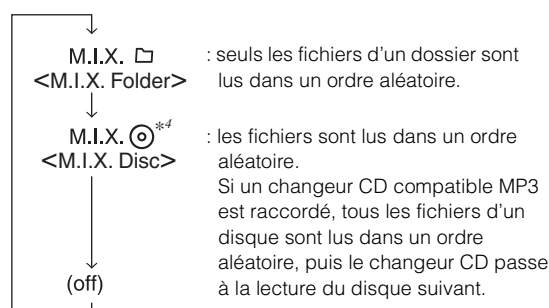 M.I.X. : seuls les fichiers d'un dossier sont
<M.I.X. Folder> lus dans un ordre aléatoire.
M.I.X. *4 : les fichiers sont lus dans un ordre
<M.I.X. Disc> aléatoire.
Si un changeur CD compatible MP3
est raccordé, tous les fichiers d'un
disque sont lus dans un ordre
aléatoire, puis le changeur CD passe
(off) à la lecture du disque suivant.